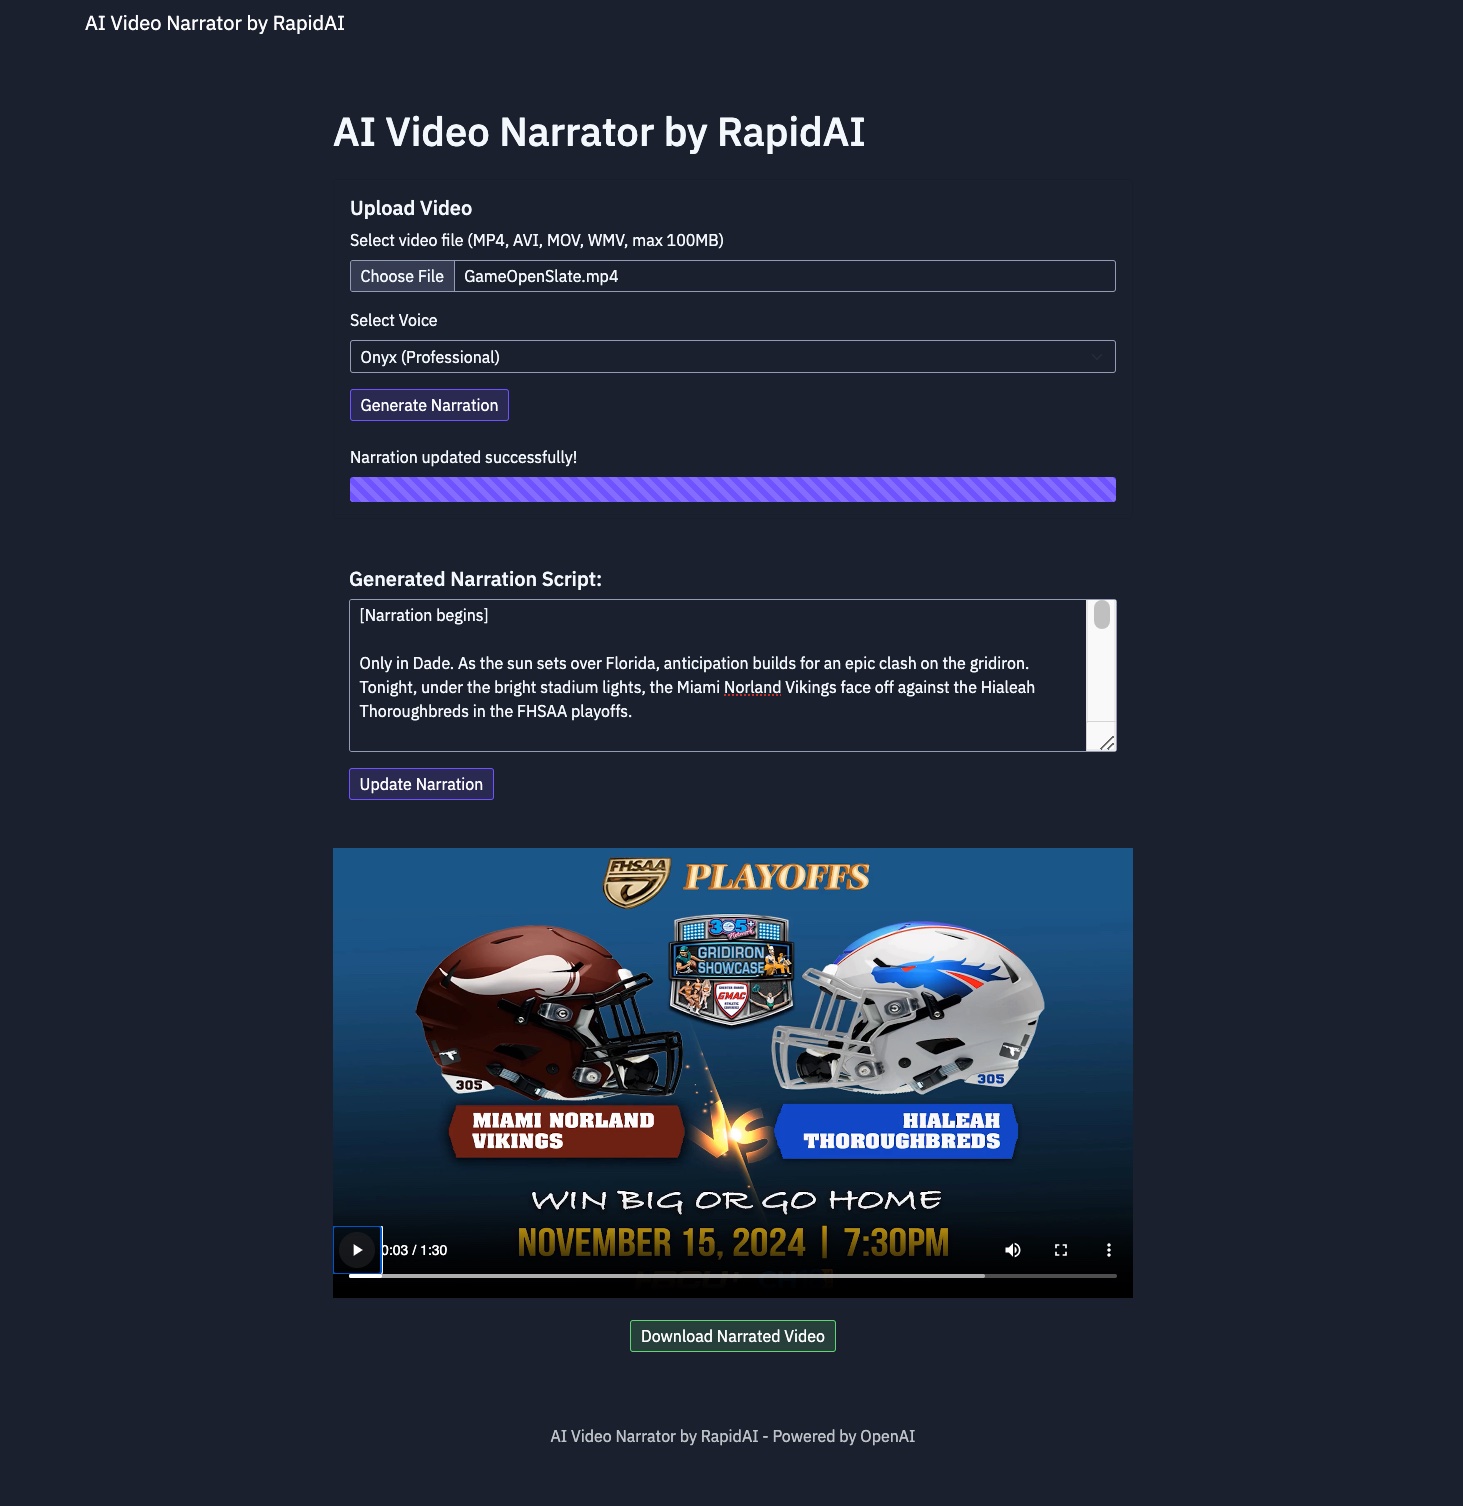 AI Video Narrator by RapidAI
AI Video Narrator by RapidAI
Upload Video
Select video file (MP4, AVI, MOV, WMV, max 100MB)
Choose File GameOpenSlate.mp4
Select Voice
Onyx (Professional)
Generate Narration
Narration updated successfully!
Generated Narration Script:
[Narration begins]
Only in Dade. As the sun sets over Florida, anticipation builds for an epic clash on the gridiron.
Tonight, under the bright stadium lights, the Miami Norland Vikings face off against the Hialeah
Thoroughbreds in the FHSAA playoffs.
Update Narration
FHSAA PLAYOFFS
305+
Network
GRIDIRON
SHOWCASE
GMAC
305
305
MIAMI NORLAND
VIKINGS
VS
HIALEAH
THOROUGHBREDS
WIN BIG OR GO HOME
NOVEMBER 15, 2024 | 7:30PM
0:03 / 1:30
Download Narrated Video
AI Video Narrator by RapidAI - Powered by OpenAI